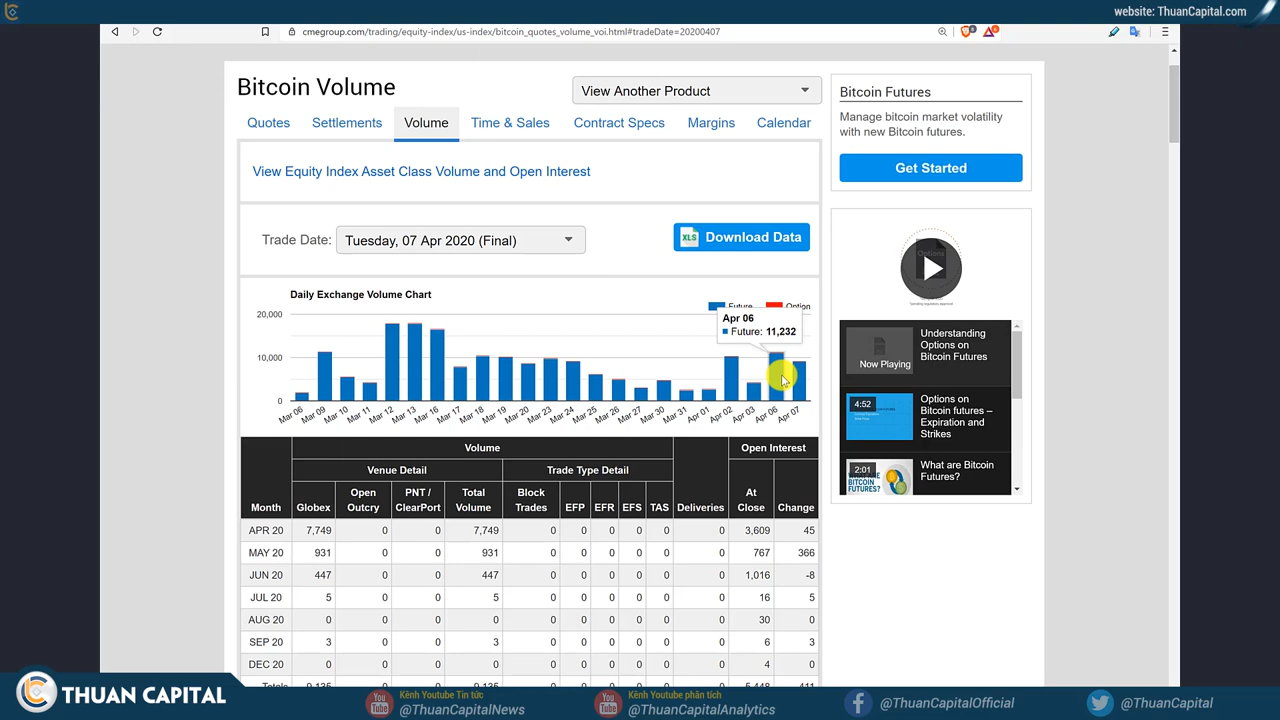 website: ThuanCapital.com
cmegroup.com/trading/equity-index/us-index/bitcoin_quotes_volume_voi.html#tradeDate=20200407
Bitcoin Volume
View Another Product
Quotes Settlements Volume Time & Sales Contract Specs Margins Calendar
View Equity Index Asset Class Volume and Open Interest
Trade Date: Tuesday, 07 Apr 2020 (Final)
XLS Download Data
Daily Exchange Volume Chart
Future Option
20,000
10,000
0
Apr 06
Future: 11,232
Mar 06 Mar 09 Mar 10 Mar 11 Mar 12 Mar 13 Mar 16 Mar 17 Mar 18 Mar 19 Mar 20 Mar 23 Mar 24 Mar 25 Mar 26 Mar 27 Mar 30 Mar 31 Apr 01 Apr 02 Apr 03 Apr 06 Apr 07
Volume Open Interest
Venue Detail Trade Type Detail
Month Globex Open Outcry PNT / ClearPort Total Volume Block Trades EFP EFR EFS TAS Deliveries At Close Change
APR 20 7,749 0 0 7,749 0 0 0 0 0 0 3,609 45
MAY 20 931 0 0 931 0 0 0 0 0 0 767 366
JUN 20 447 0 0 447 0 0 0 0 0 0 1,016 -8
JUL 20 5 0 0 5 0 0 0 0 0 0 16 5
AUG 20 0 0 0 0 0 0 0 0 0 0 30 0
SEP 20 3 0 0 3 0 0 0 0 0 0 6 3
DEC 20 0 0 0 0 0 0 0 0 0 0 4 0
Bitcoin Futures
Manage bitcoin market volatility
with new Bitcoin futures.
Get Started
Options
Now Playing
Understanding
Options on
Bitcoin Futures
4:52
Options on
Bitcoin futures –
Expiration and
Strikes
2:01
What are
Bitcoin Futures?
THUAN CAPITAL
Kênh Youtube Tin tức
@ThuanCapitalNews
Kênh Youtube phân tích
@ThuanCapitalAnalytics
@ThuanCapitalOfficial
@ThuanCapital